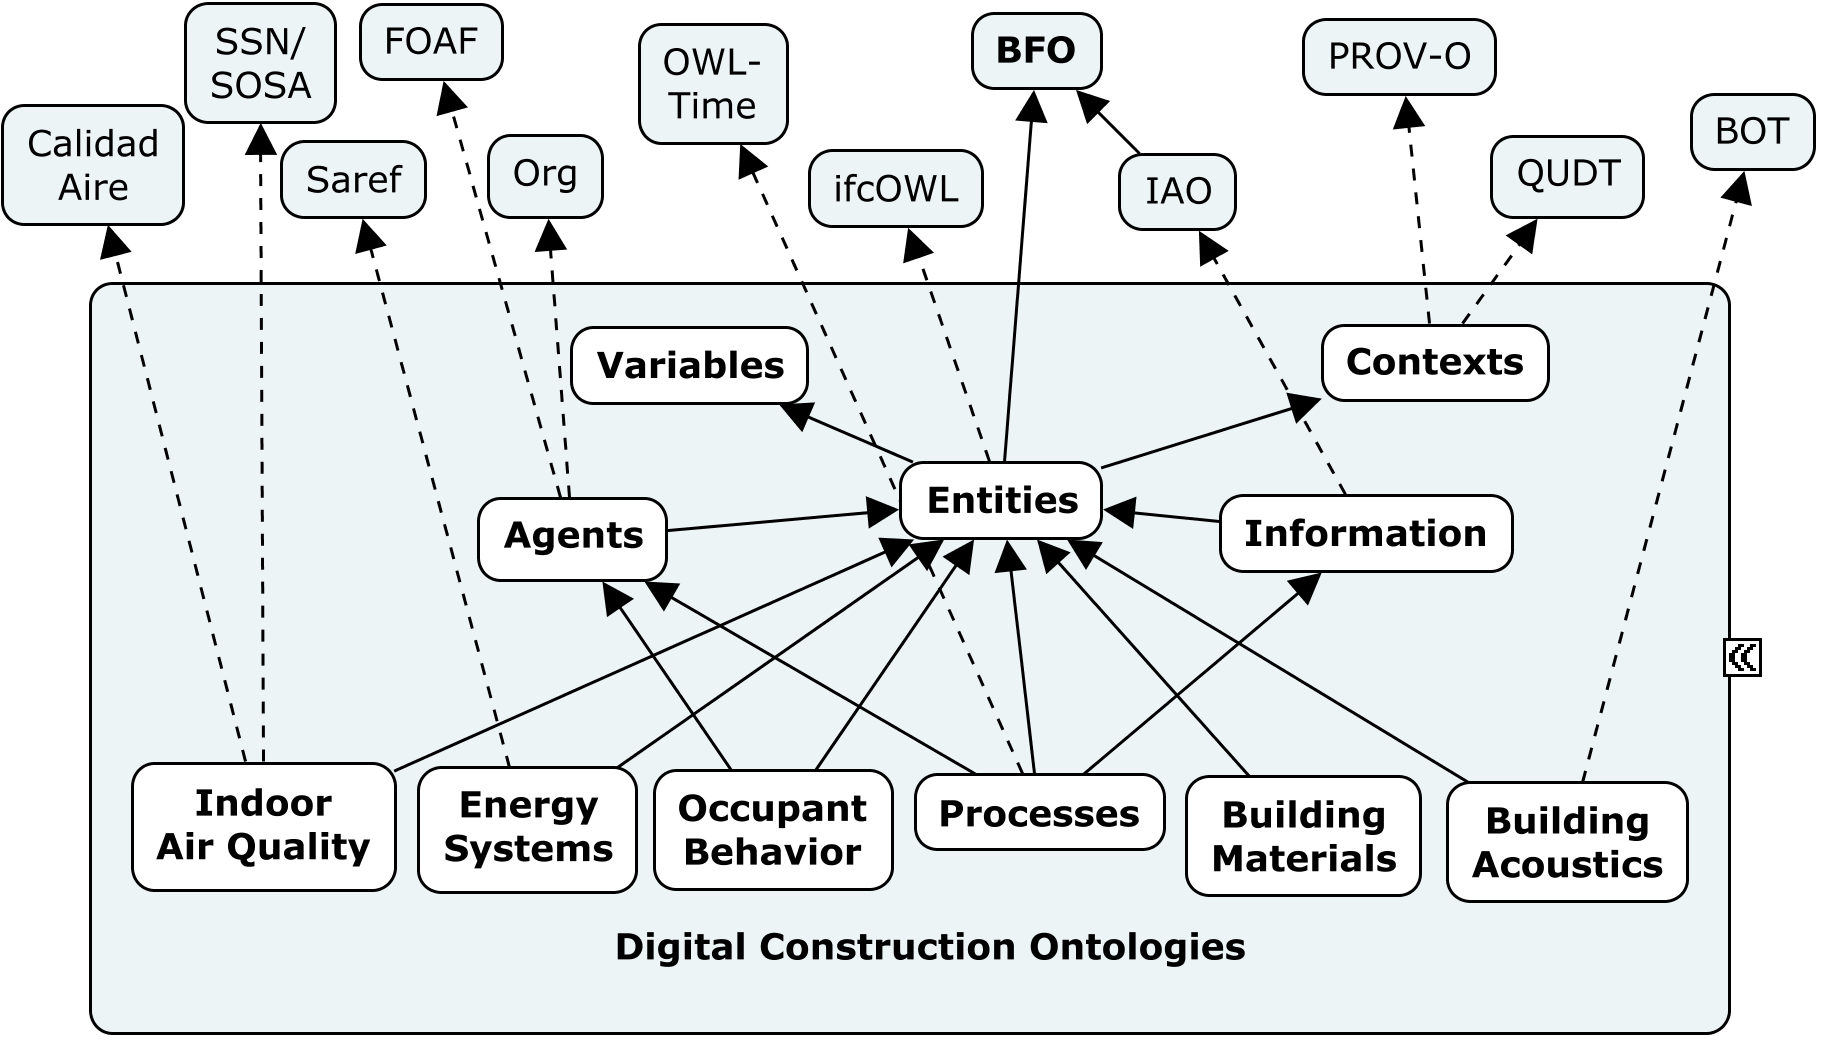 SSN/
SOSA
FOAF
OWL-
Time
BFO
PROV-O
Calidad
Aire
Saref
Org
ifcOWL
IAO
QUDT
BOT
Variables
Contexts
Agents
Entities
Information
Indoor
Air Quality
Energy
Systems
Occupant
Behavior
Processes
Building
Materials
Building
Acoustics
Digital Construction Ontologies